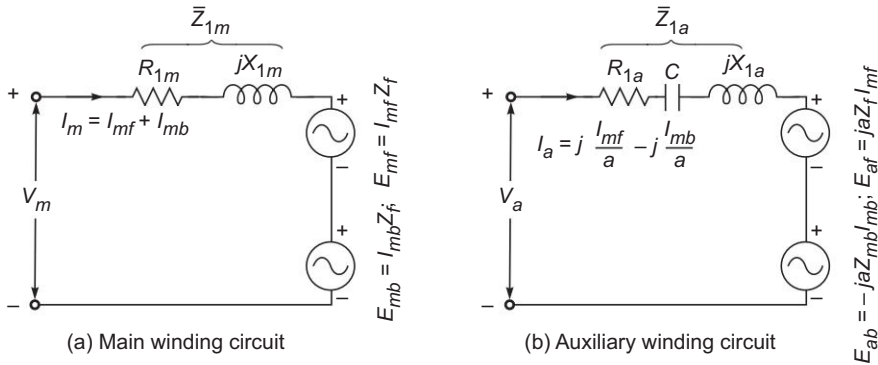 Z̄₁ₘ
R₁ₘ
jX₁ₘ
+
+
Iₘ = Iₘf + Iₘb
−
Vₘ
+
−
−
Eₘb = IₘbZf; Eₘf = Iₘf Zf
(a) Main winding circuit
Z̄₁ₐ
R₁ₐ
C
jX₁ₐ
+
+
Iₐ = j Iₘf/a − j Iₘb/a
−
Vₐ
+
−
−
Eₐb = − jaZₘbIₘb; Eₐf = jaZf Iₘf
(b) Auxiliary winding circuit